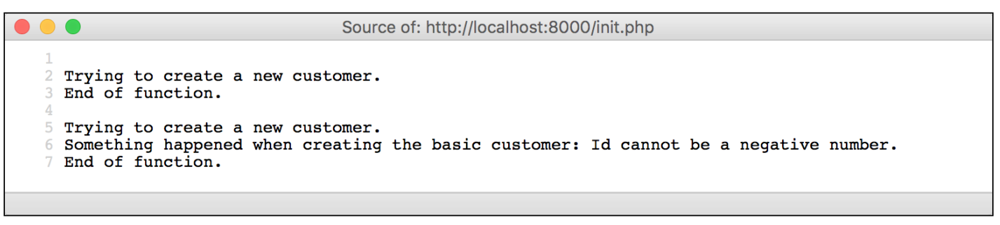 Source of: http://localhost:8000/init.php
1
2 Trying to create a new customer.
3 End of function.
4
5 Trying to create a new customer.
6 Something happened when creating the basic customer: Id cannot be a negative number.
7 End of function.